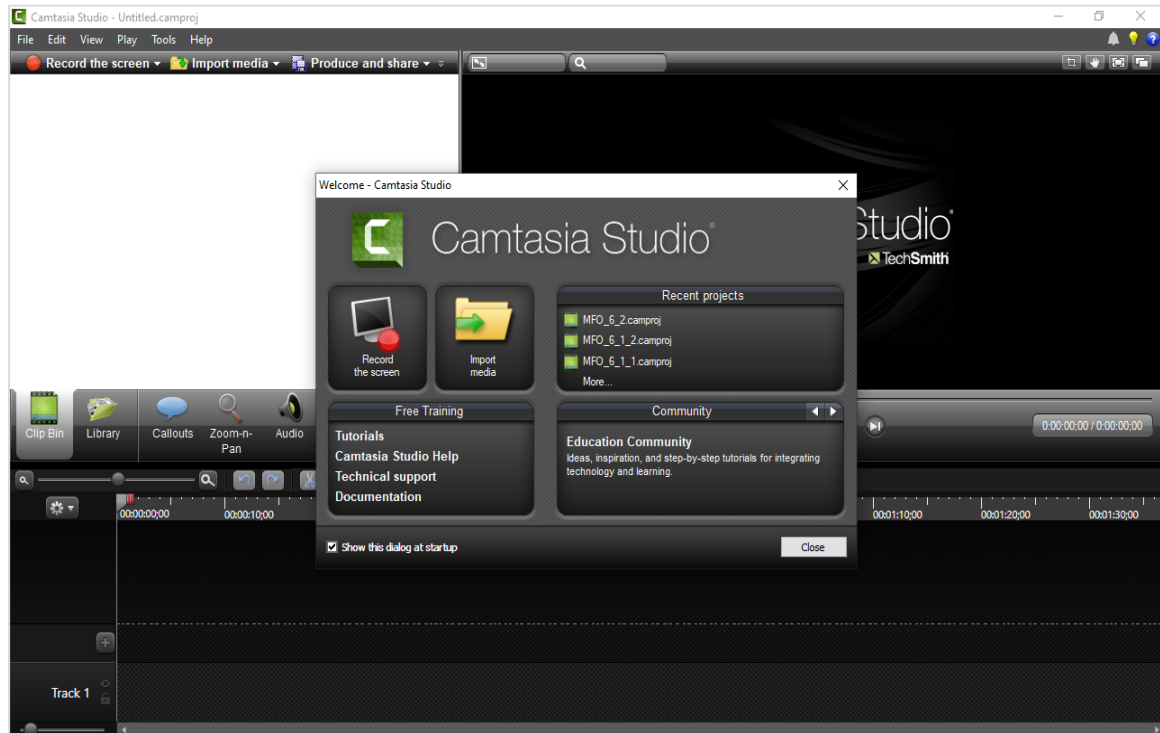 Camtasia Studio - Untitled.camproj
File Edit View Play Tools Help
Record the screen Import media Produce and share
Studio®
TechSmith
Welcome - Camtasia Studio
Camtasia Studio®
Record
the screen
Import
media
Recent projects
MFO_6_2.camproj
MFO_6_1_2.camproj
MFO_6_1_1.camproj
More...
Free Training
Tutorials
Camtasia Studio Help
Technical support
Documentation
Community
Education Community
Ideas, inspiration, and step-by-step tutorials for integrating
technology and learning.
Show this dialog at startup
Close
Clip Bin Library Callouts Zoom-n-
Pan Audio
0:00:00;00 / 0:00:00;00
00:00:00;00 00:00:10;00 00:01:10;00 00:01:20;00 00:01:30;00
Track 1